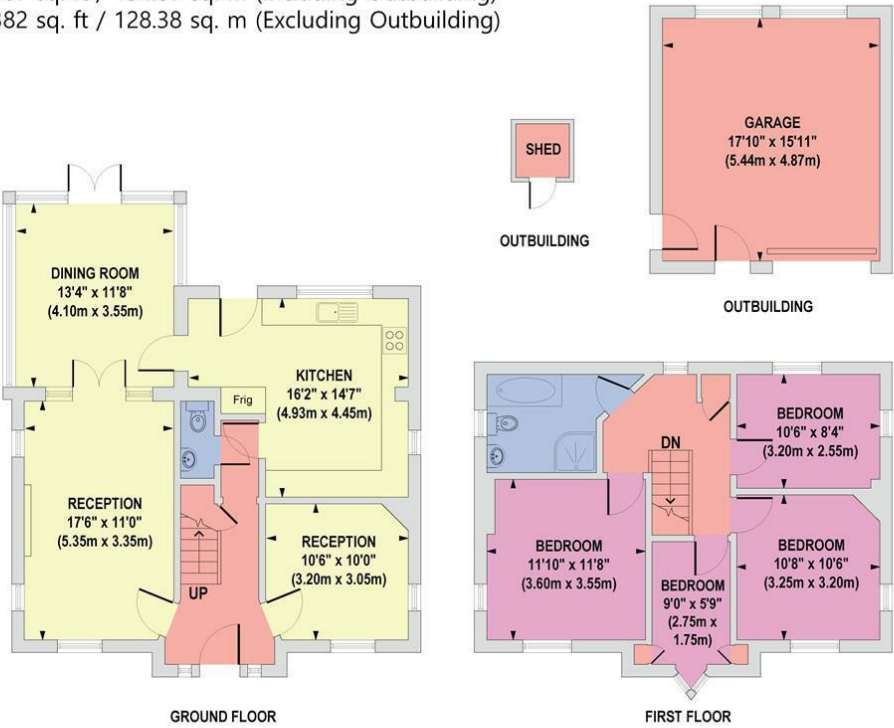 382 sq. ft / 128.38 sq. m (Excluding Outbuilding)
SHED
OUTBUILDING
GARAGE
17'10" x 15'11"
(5.44m x 4.87m)
OUTBUILDING
DINING ROOM
13'4" x 11'8"
(4.10m x 3.55m)
KITCHEN
16'2" x 14'7"
(4.93m x 4.45m)
Frig
RECEPTION
17'6" x 11'0"
(5.35m x 3.35m)
RECEPTION
10'6" x 10'0"
(3.20m x 3.05m)
UP
GROUND FLOOR
BEDROOM
10'6" x 8'4"
(3.20m x 2.55m)
DN
BEDROOM
11'10" x 11'8"
(3.60m x 3.55m)
BEDROOM
10'8" x 10'6"
(3.25m x 3.20m)
BEDROOM
9'0" x 5'9"
(2.75m x
1.75m)
FIRST FLOOR